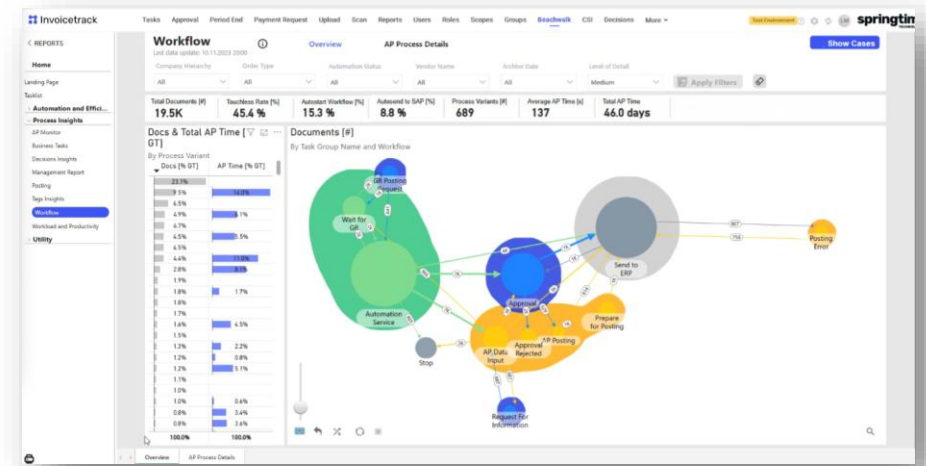 Invoicetrack
Tasks Approval Period End Payment Request Upload Scan Reports Users Roles Scopes Groups Beachwalk CSI Decisions More
Test Environment
LM
springtim
< REPORTS
Home
Landing Page
Tasklist
Automation and Effici...
Process Insights
AP Monitor
Business Tasks
Decisions Insights
Management Report
Posting
Tags Insights
Workflow
Workload and Productivity
Utility
Workflow
Last data update: 10.11.2023 23:00
Overview
AP Process Details
Show Cases
Company Hierarchy Order Type Automation Status Vendor Name Archive Date Level of Detail
All All All All All Medium
Apply Filters
Total Documents [#] Touchless Rate [%] Autostart Workflow [%] Autosend to SAP [%] Process Variants [#] Average AP Time [s] Total AP Time
19.5K 45.4 % 15.3 % 8.8 % 689 137 46.0 days
Docs & Total AP Time [
GT]
By Process Variant
Docs [% GT] AP Time [% GT]
23.1%
9.5%
6.5%
4.9% 6.1%
4.7%
4.5% 5.5%
4.5%
4.4%
2.8% 8.1%
1.9%
1.8% 1.7%
1.8%
1.7%
1.6% 4.5%
1.5%
1.3% 2.2%
1.2% 0.8%
1.2% 5.1%
1.1%
1.0%
1.0% 0.6%
0.8% 3.4%
0.8% 3.6%
100.0% 100.0%
Documents [#]
By Task Group Name and Workflow
GR Posting
Request
Wait for
GR
Automation
Service
Stop
Approval
AP Data
Input
Approval
Rejected
AP Posting
Prepare
for Posting
Send to
ERP
Posting
Error
Request For
Information
Overview AP Process Details